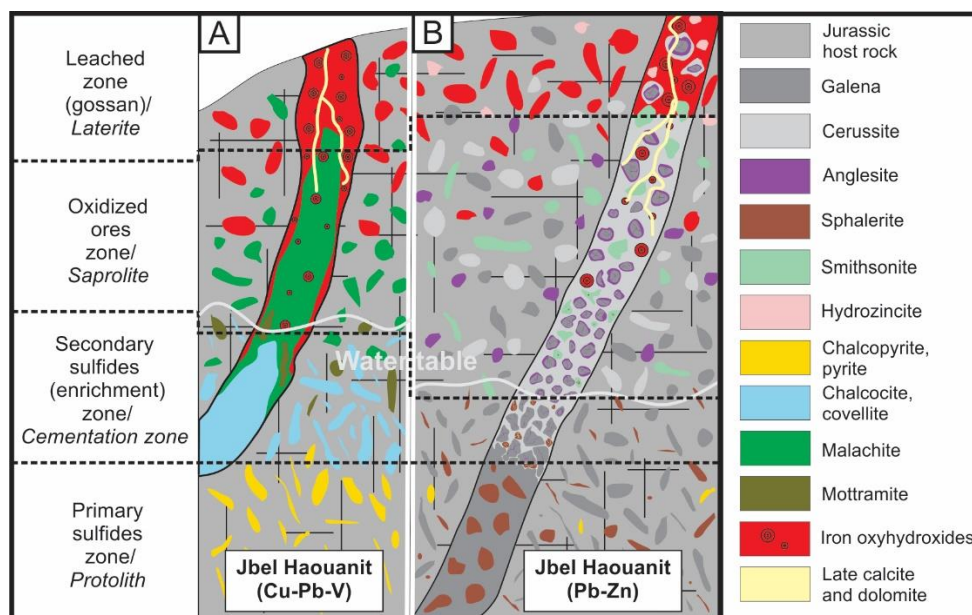 Leached
zone
(gossan)/
Laterite
Oxidized
ores
zone/
Saprolite
Secondary
sulfides
(enrichment)
zone/
Cementation zone
Primary
sulfides
zone/
Protolith
A
B
Water table
Jbel Haouanit
(Cu-Pb-V)
Jbel Haouanit
(Pb-Zn)
Jurassic
host rock
Galena
Cerussite
Anglesite
Sphalerite
Smithsonite
Hydrozincite
Chalcopyrite,
pyrite
Chalcocite,
covellite
Malachite
Mottramite
Iron oxyhydroxides
Late calcite
and dolomite